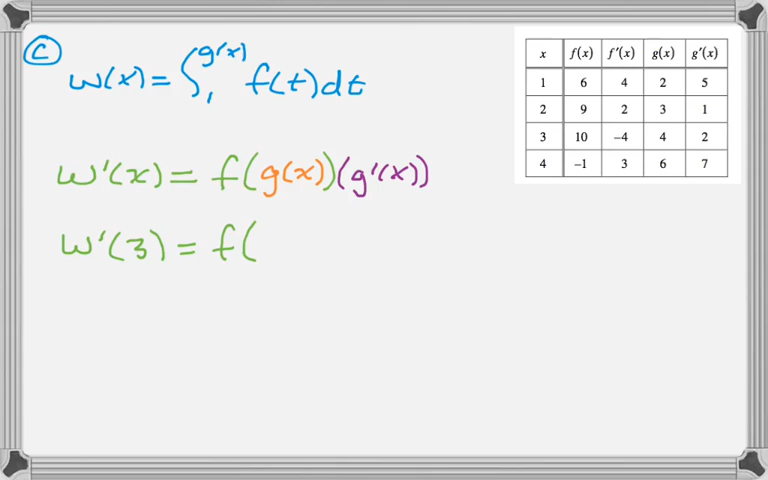 C
w(x) = ∫₁^g(x) f(t)dt
w'(x) = f(g(x))(g'(x))
w'(3) = f(
x f(x) f′(x) g(x) g′(x)
1 6 4 2 5
2 9 2 3 1
3 10 –4 4 2
4 –1 3 6 7